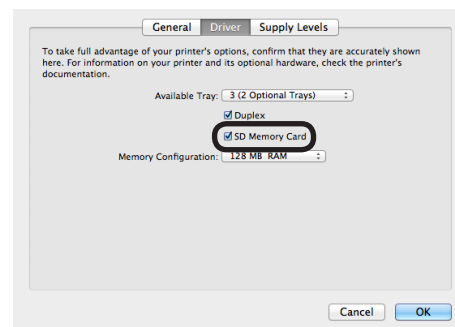 General Driver Supply Levels
To take full advantage of your printer's options, confirm that they are accurately shown
here. For information on your printer and its optional hardware, check the printer's
documentation.
Available Tray: 3 (2 Optional Trays)
Duplex
SD Memory Card
Memory Configuration: 128 MB RAM
Cancel OK